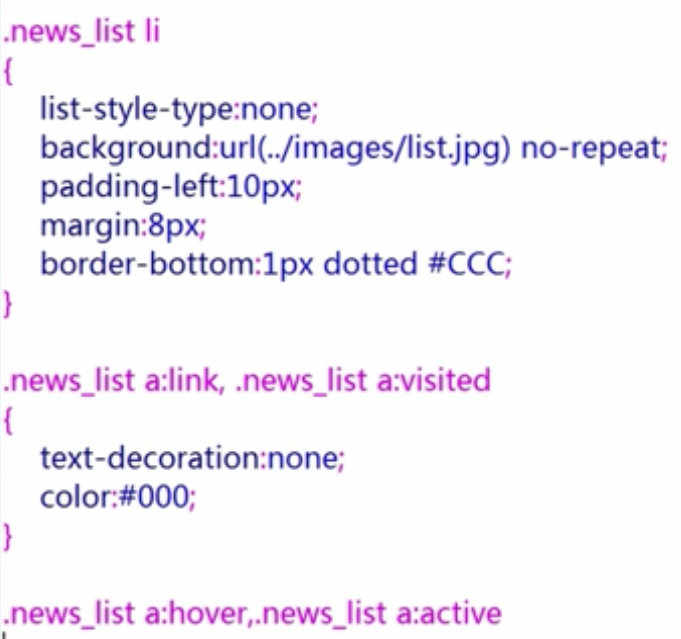 .news_list li
{
list-style-type:none;
background:url(../images/list.jpg) no-repeat;
padding-left:10px;
margin:8px;
border-bottom:1px dotted #CCC;
}
.news_list a:link, .news_list a:visited
{
text-decoration:none;
color:#000;
}
.news_list a:hover,.news_list a:active